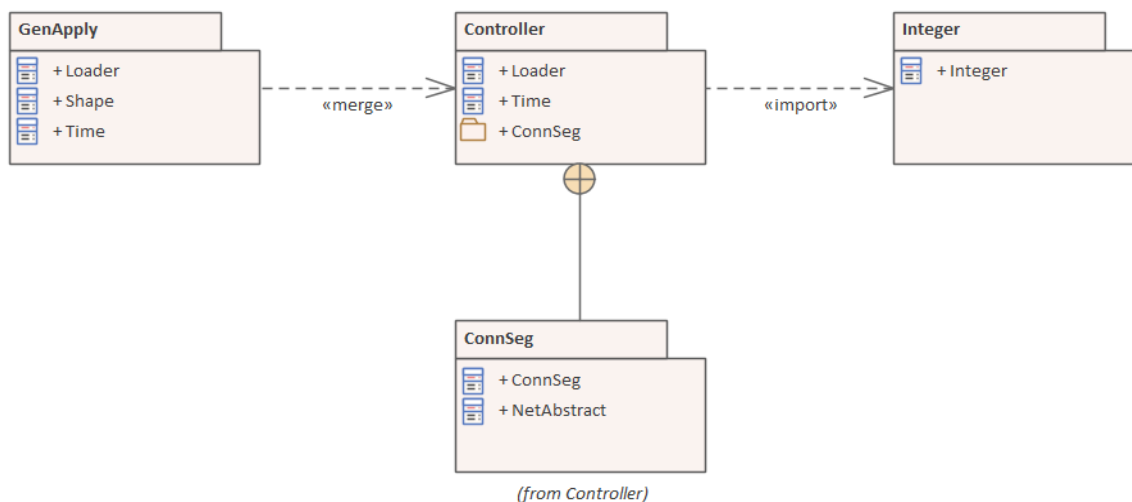 GenApply
+ Loader
+ Shape
+ Time
«merge»
Controller
+ Loader
+ Time
+ ConnSeg
«import»
Integer
+ Integer
ConnSeg
+ ConnSeg
+ NetAbstract
(from Controller)